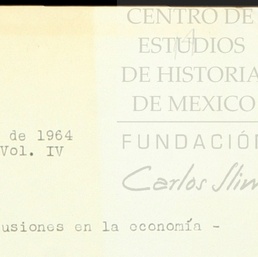 CENTRO DE
ESTUDIOS
DE HISTORIA
DE MEXICO
FUNDACIÓN
Carlos Slim
de 1964
Vol. IV
usiones en la economía -